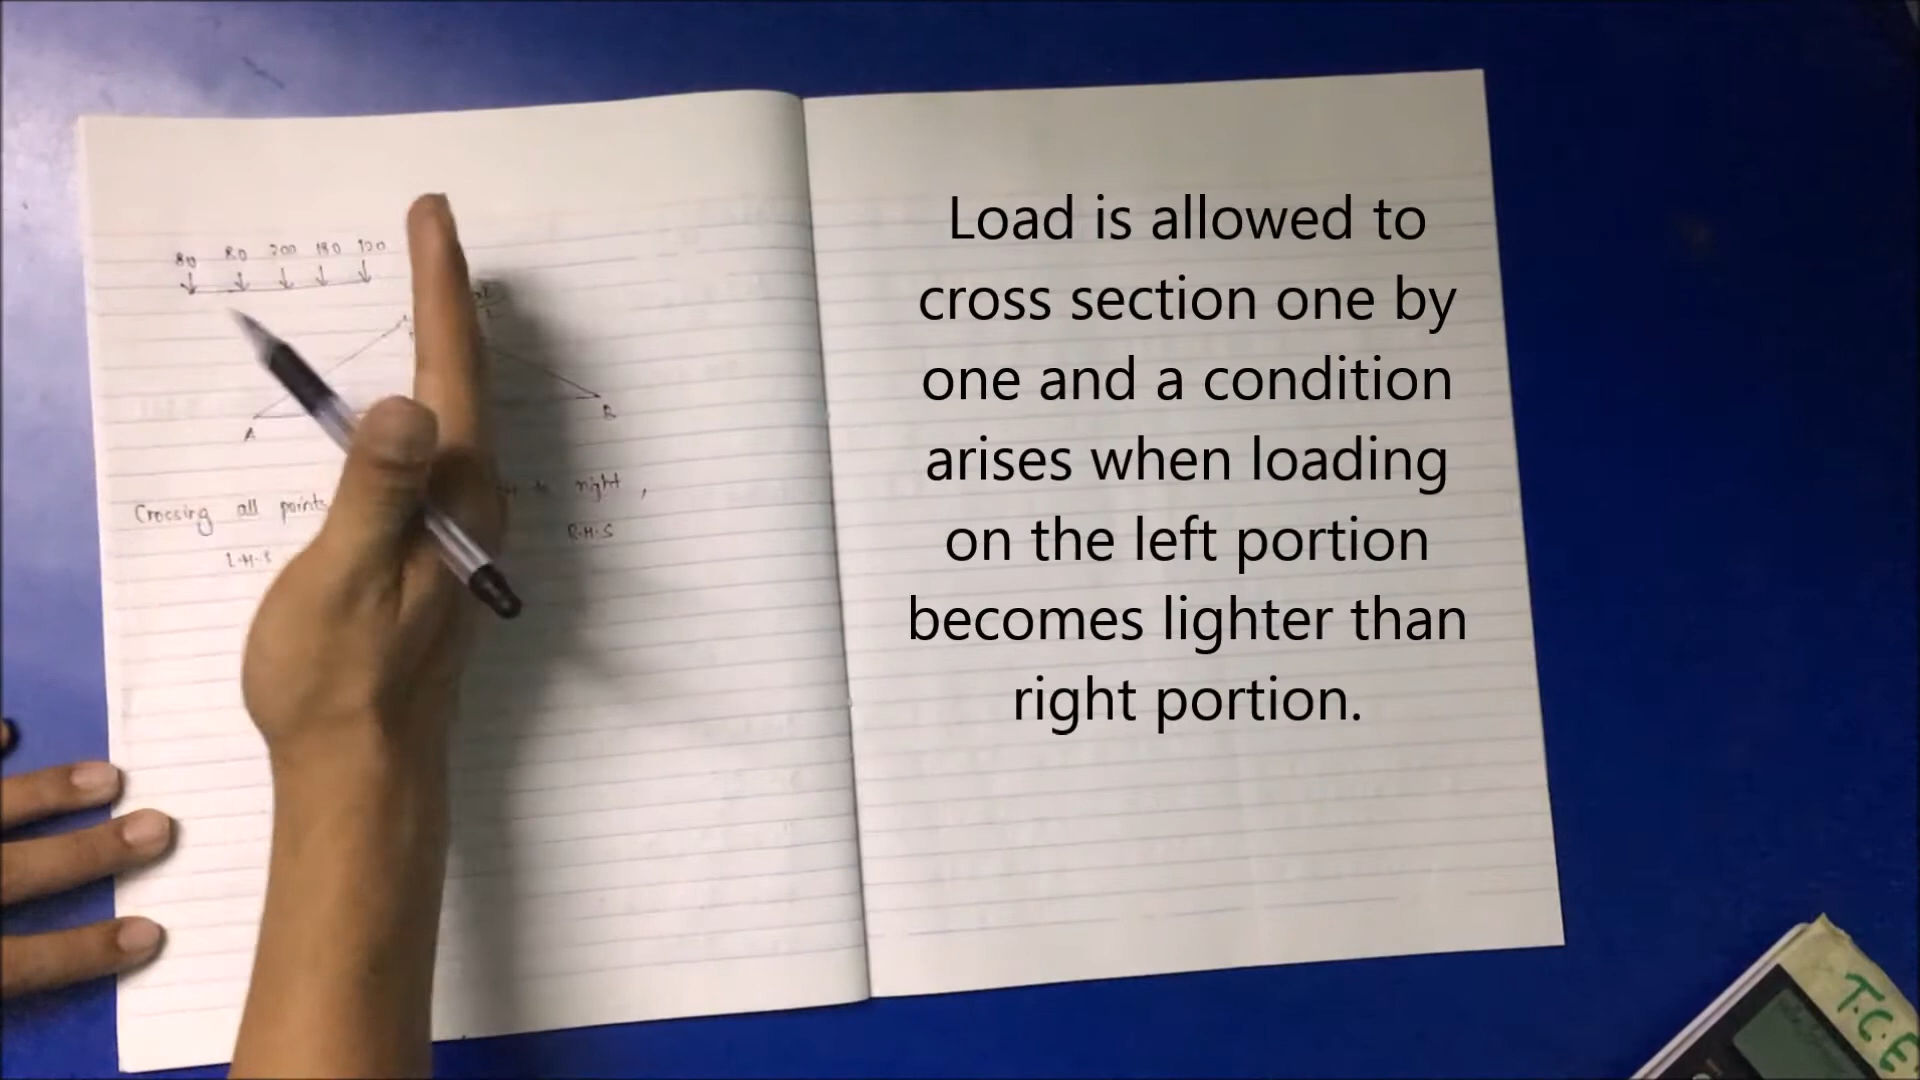 80 80 200 180 120
A
B
Crossing all points
right ,
L.H.S
R.H.S
Load is allowed to
cross section one by
one and a condition
arises when loading
on the left portion
becomes lighter than
right portion.
T.C.E